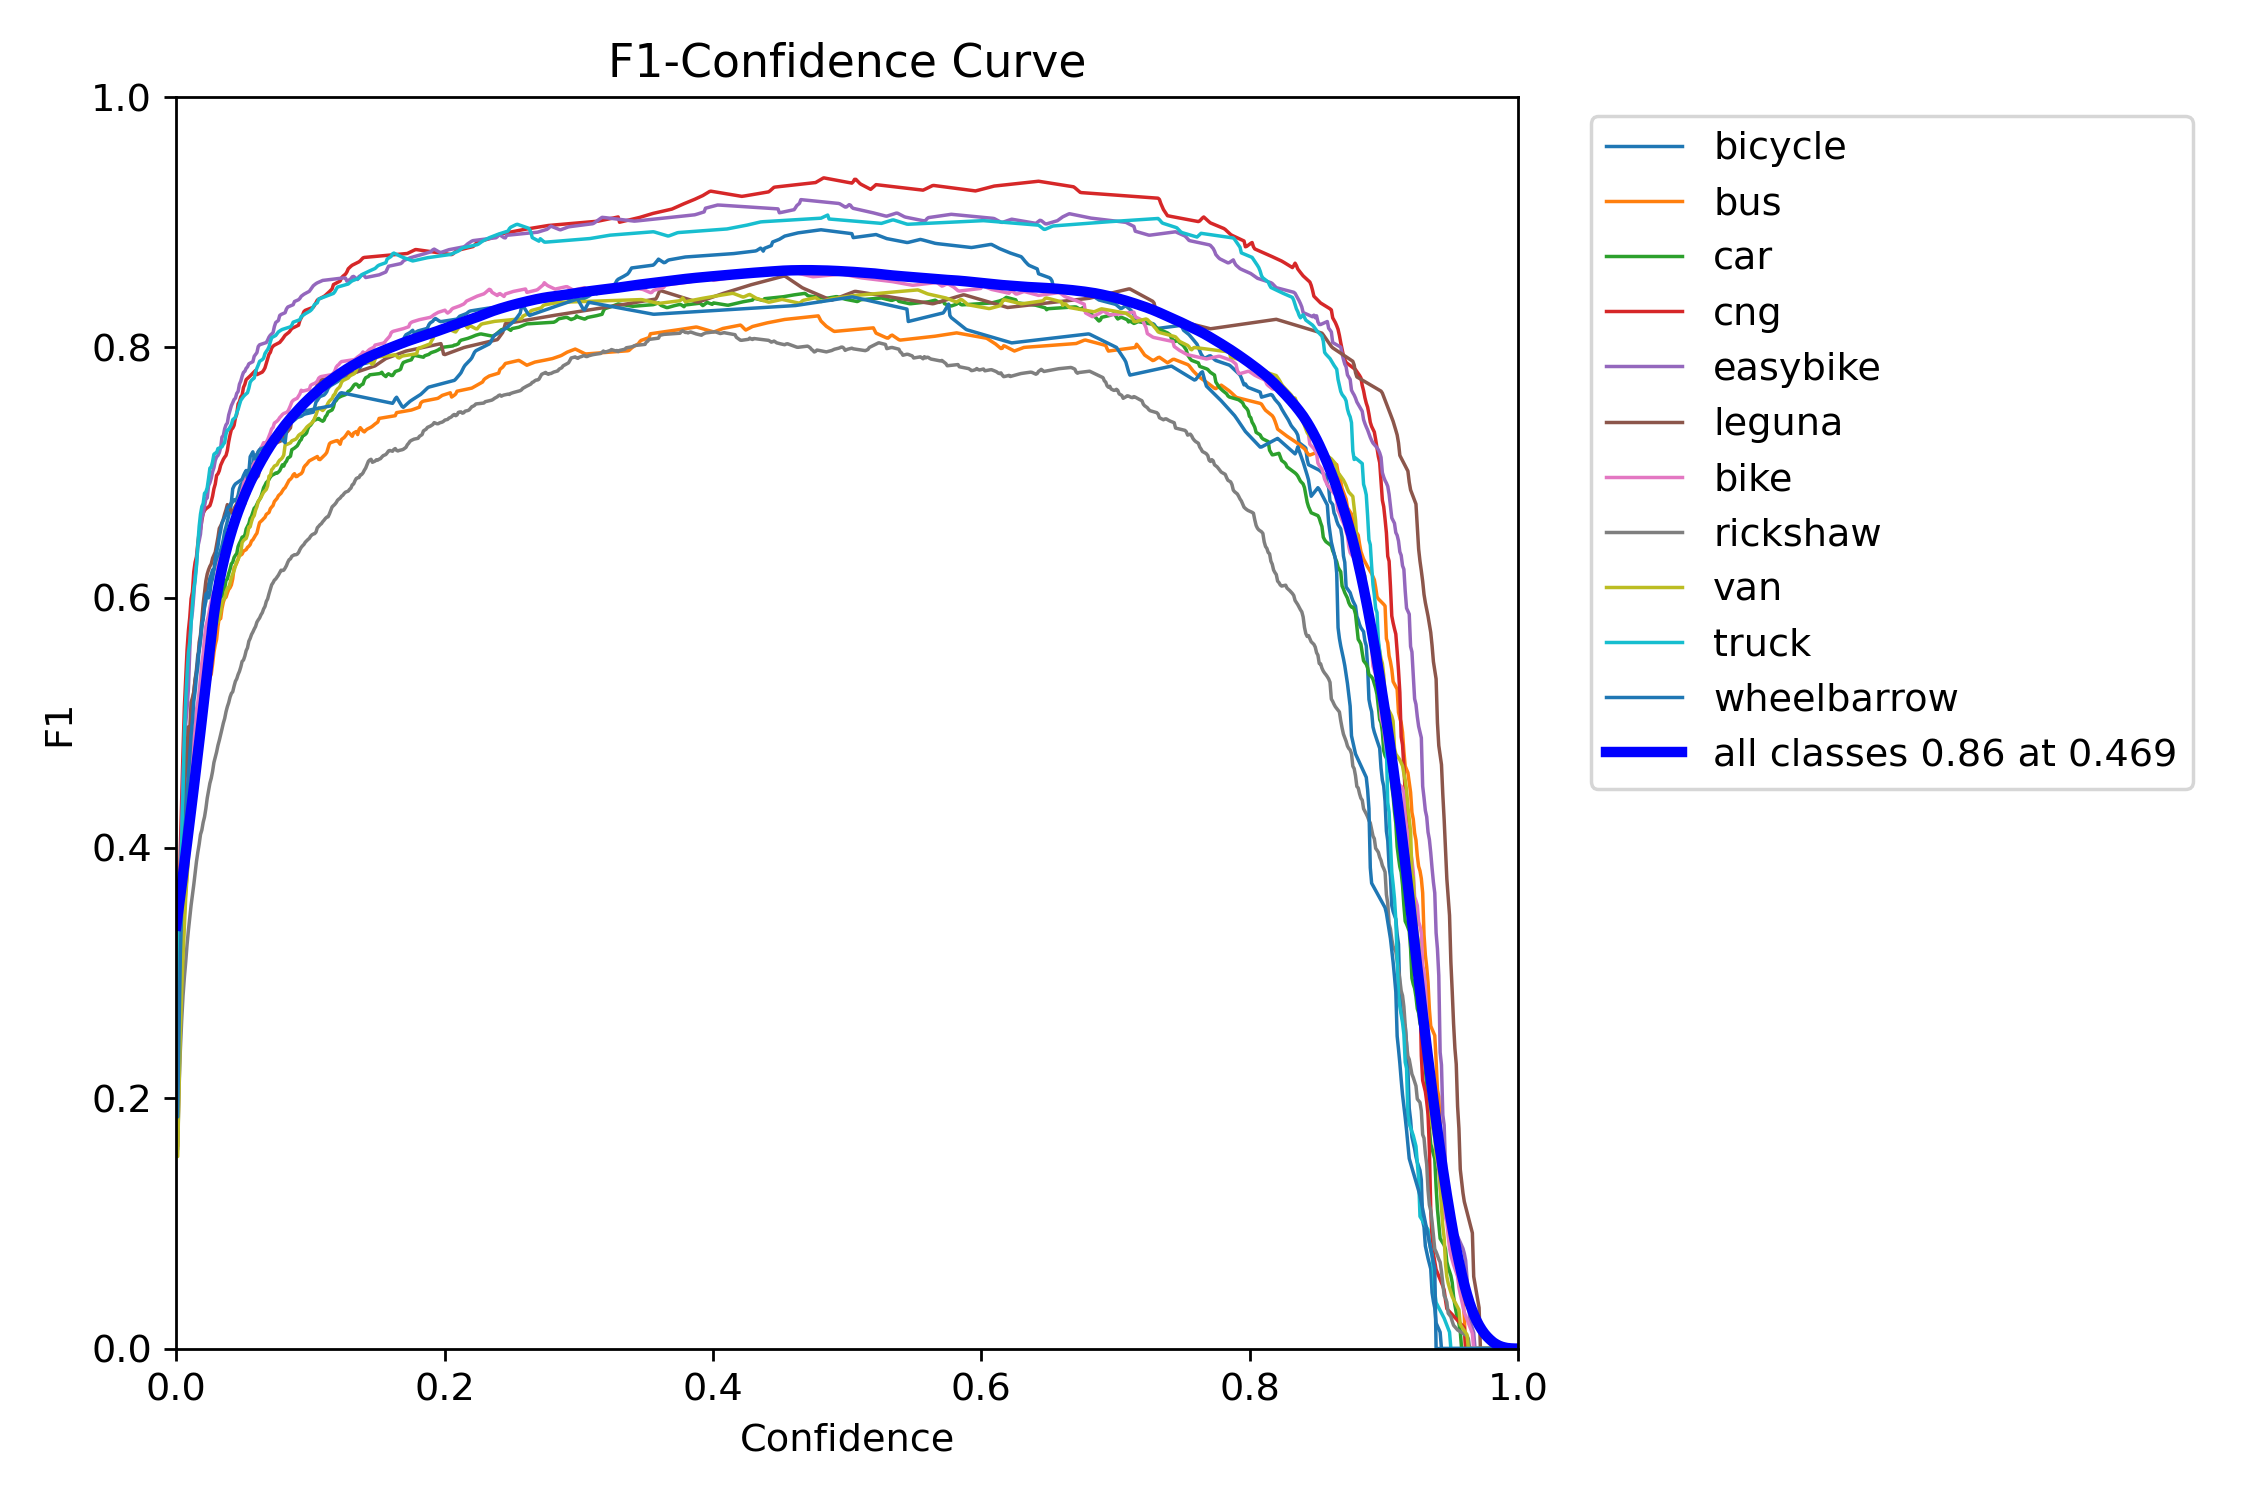 F1-Confidence Curve
1.0
0.8
0.6
0.4
0.2
0.0
F1
0.0 0.2 0.4 0.6 0.8 1.0
Confidence
bicycle
bus
car
cng
easybike
leguna
bike
rickshaw
van
truck
wheelbarrow
all classes 0.86 at 0.469